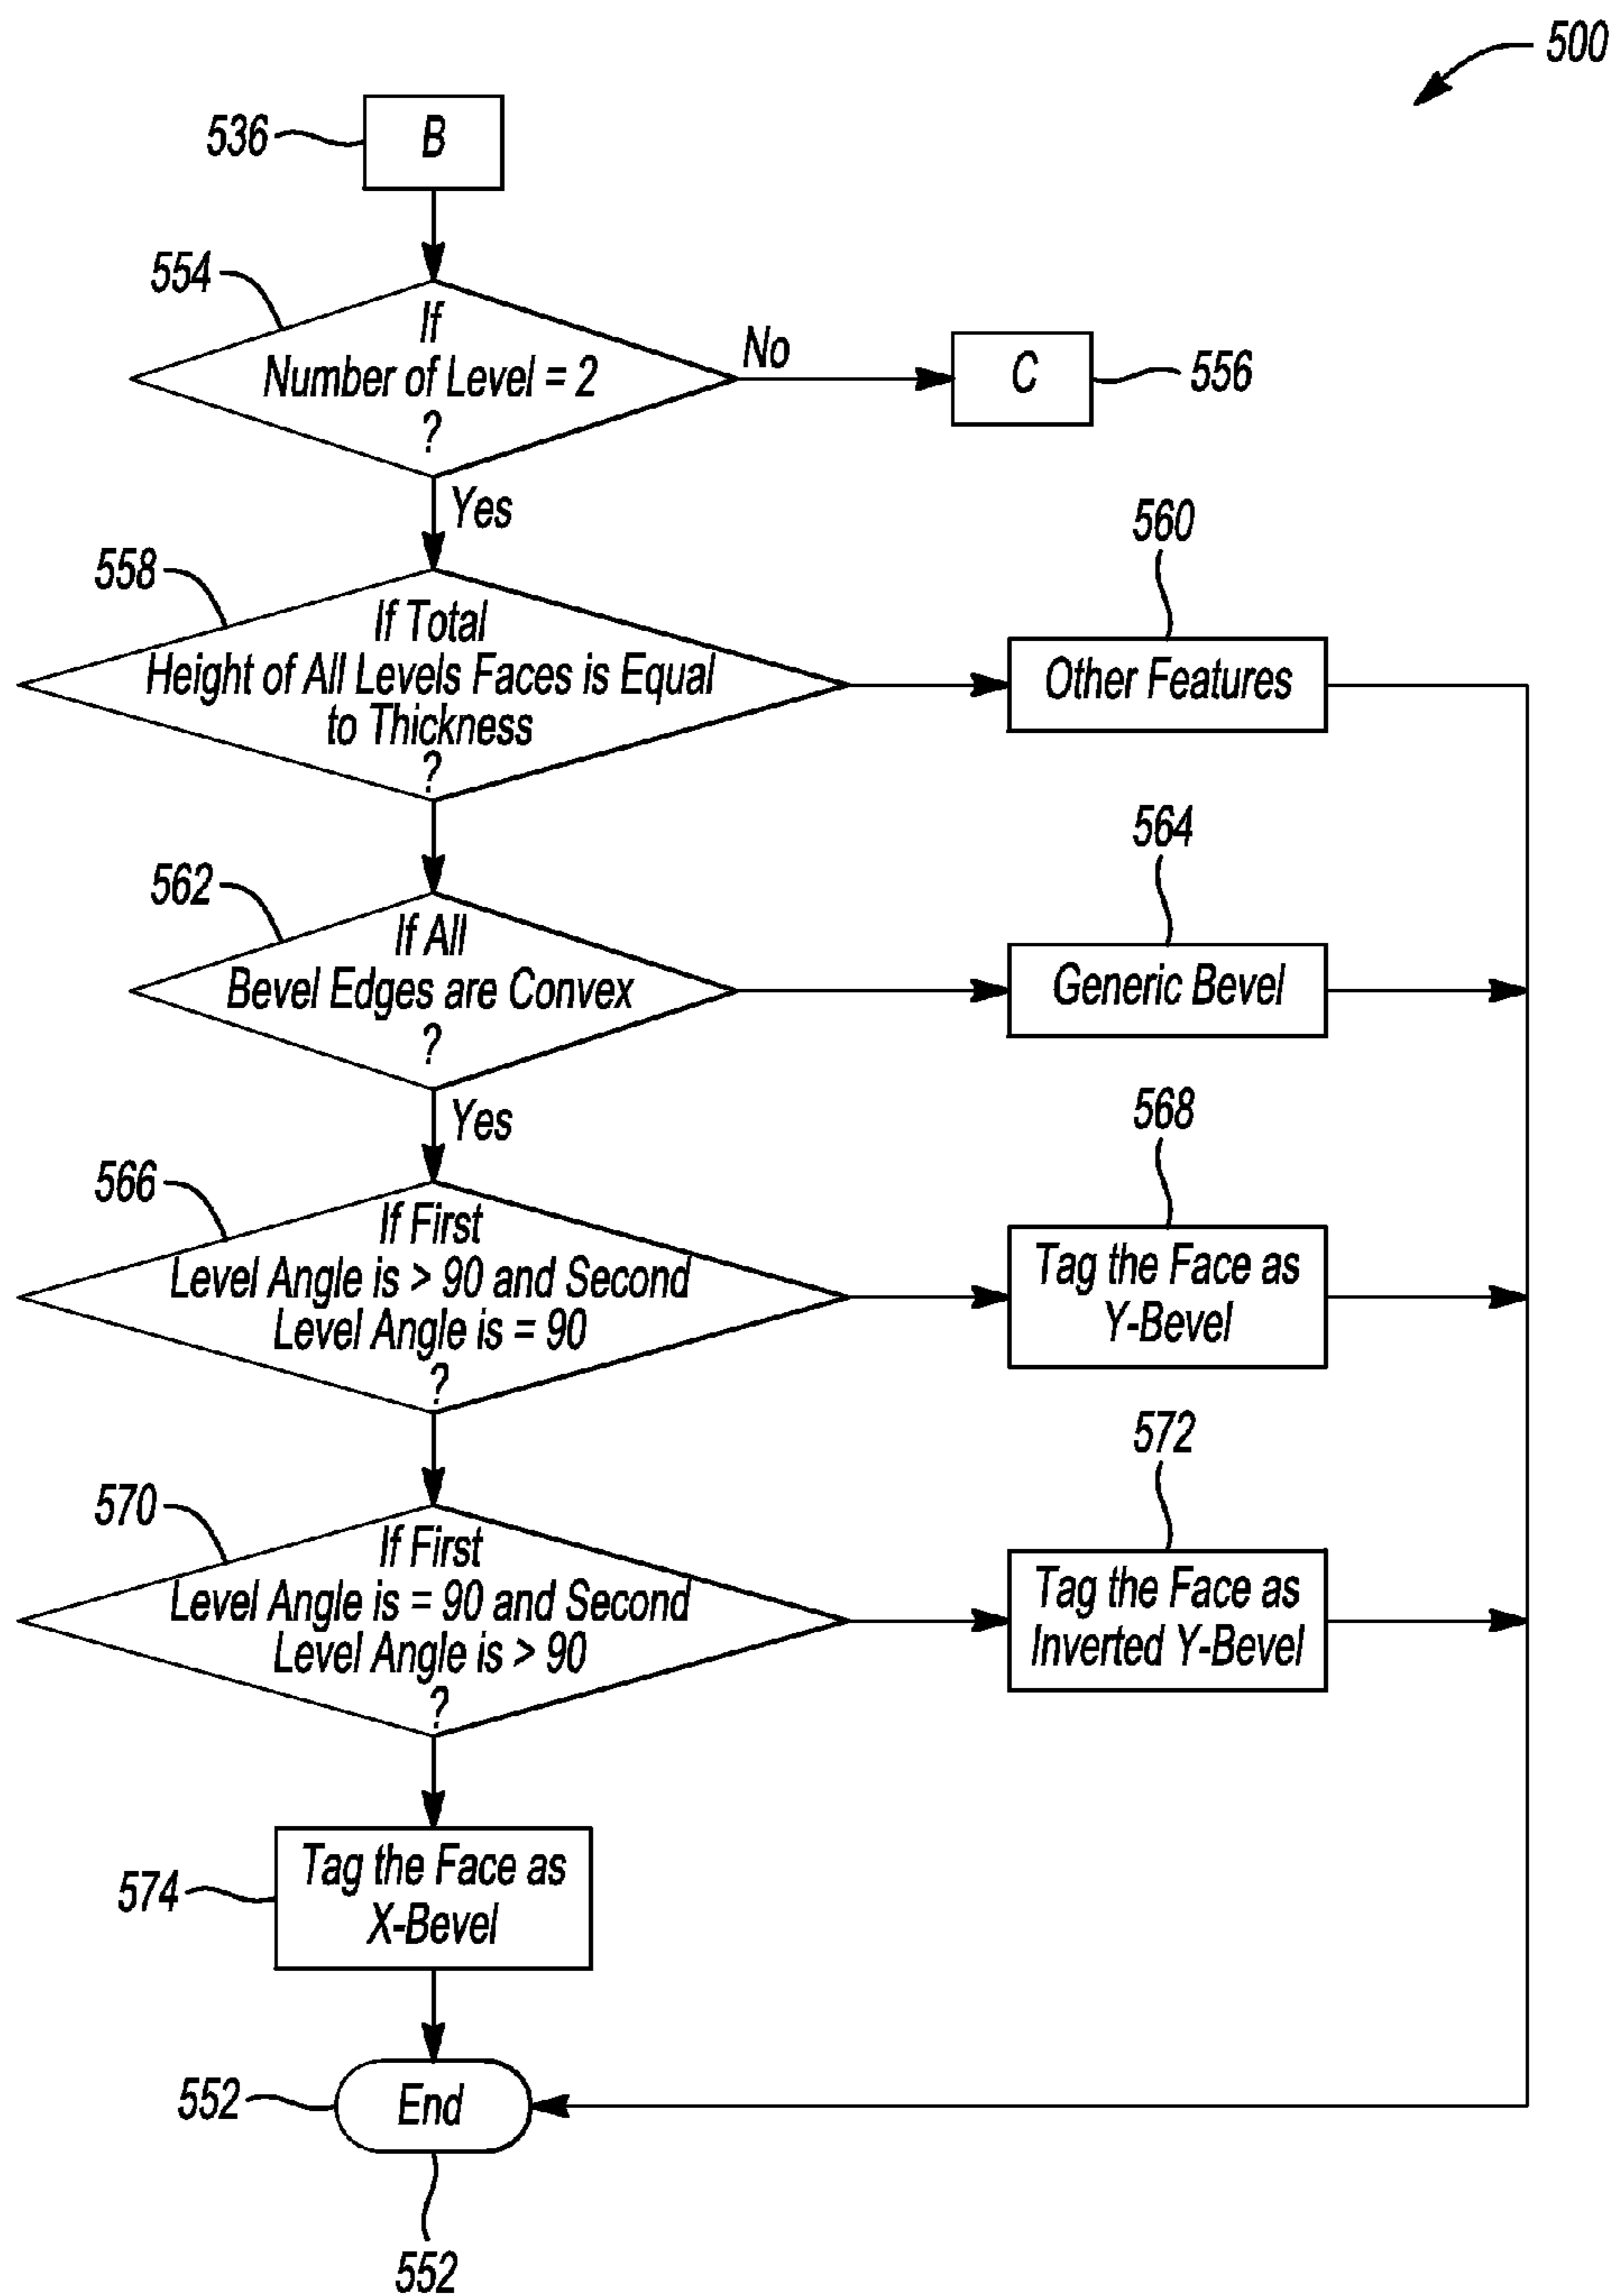 500
536
B
554
If
Number of Level = 2
?
No
C
556
Yes
558
If Total
Height of All Levels Faces is Equal
to Thickness
?
560
Other Features
562
If All
Bevel Edges are Convex
?
564
Generic Bevel
Yes
566
If First
Level Angle is > 90 and Second
Level Angle is = 90
?
568
Tag the Face as
Y-Bevel
570
If First
Level Angle is = 90 and Second
Level Angle is > 90
?
572
Tag the Face as
Inverted Y-Bevel
574
Tag the Face as
X-Bevel
552
End
552